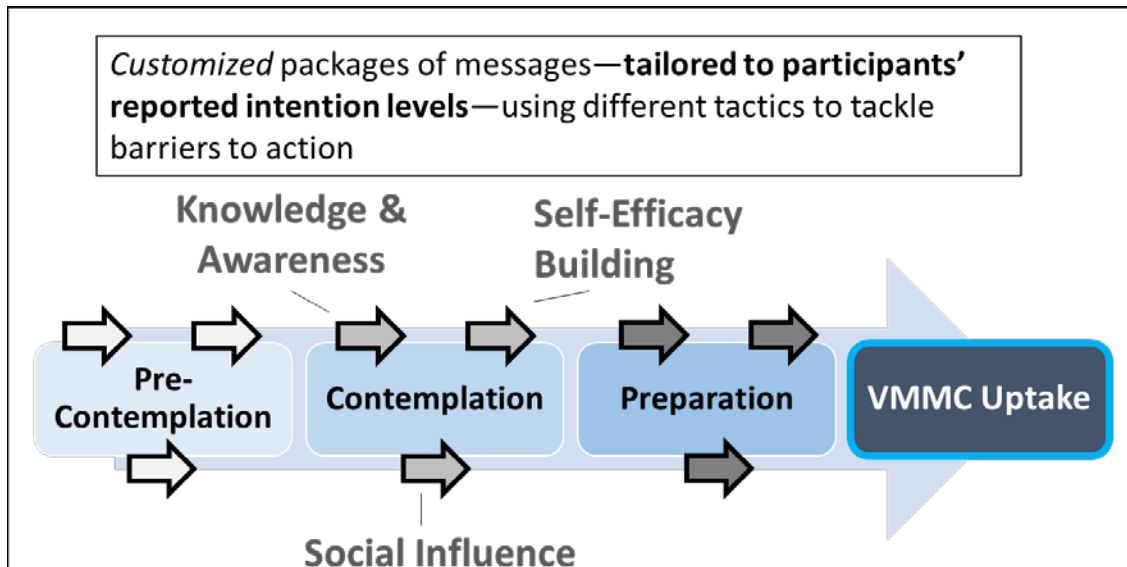 Customized packages of messages—tailored to participants’
reported intention levels—using different tactics to tackle
barriers to action
Knowledge &
Awareness
Self-Efficacy
Building
Pre-
Contemplation
Contemplation
Preparation
VMMC Uptake
Social Influence